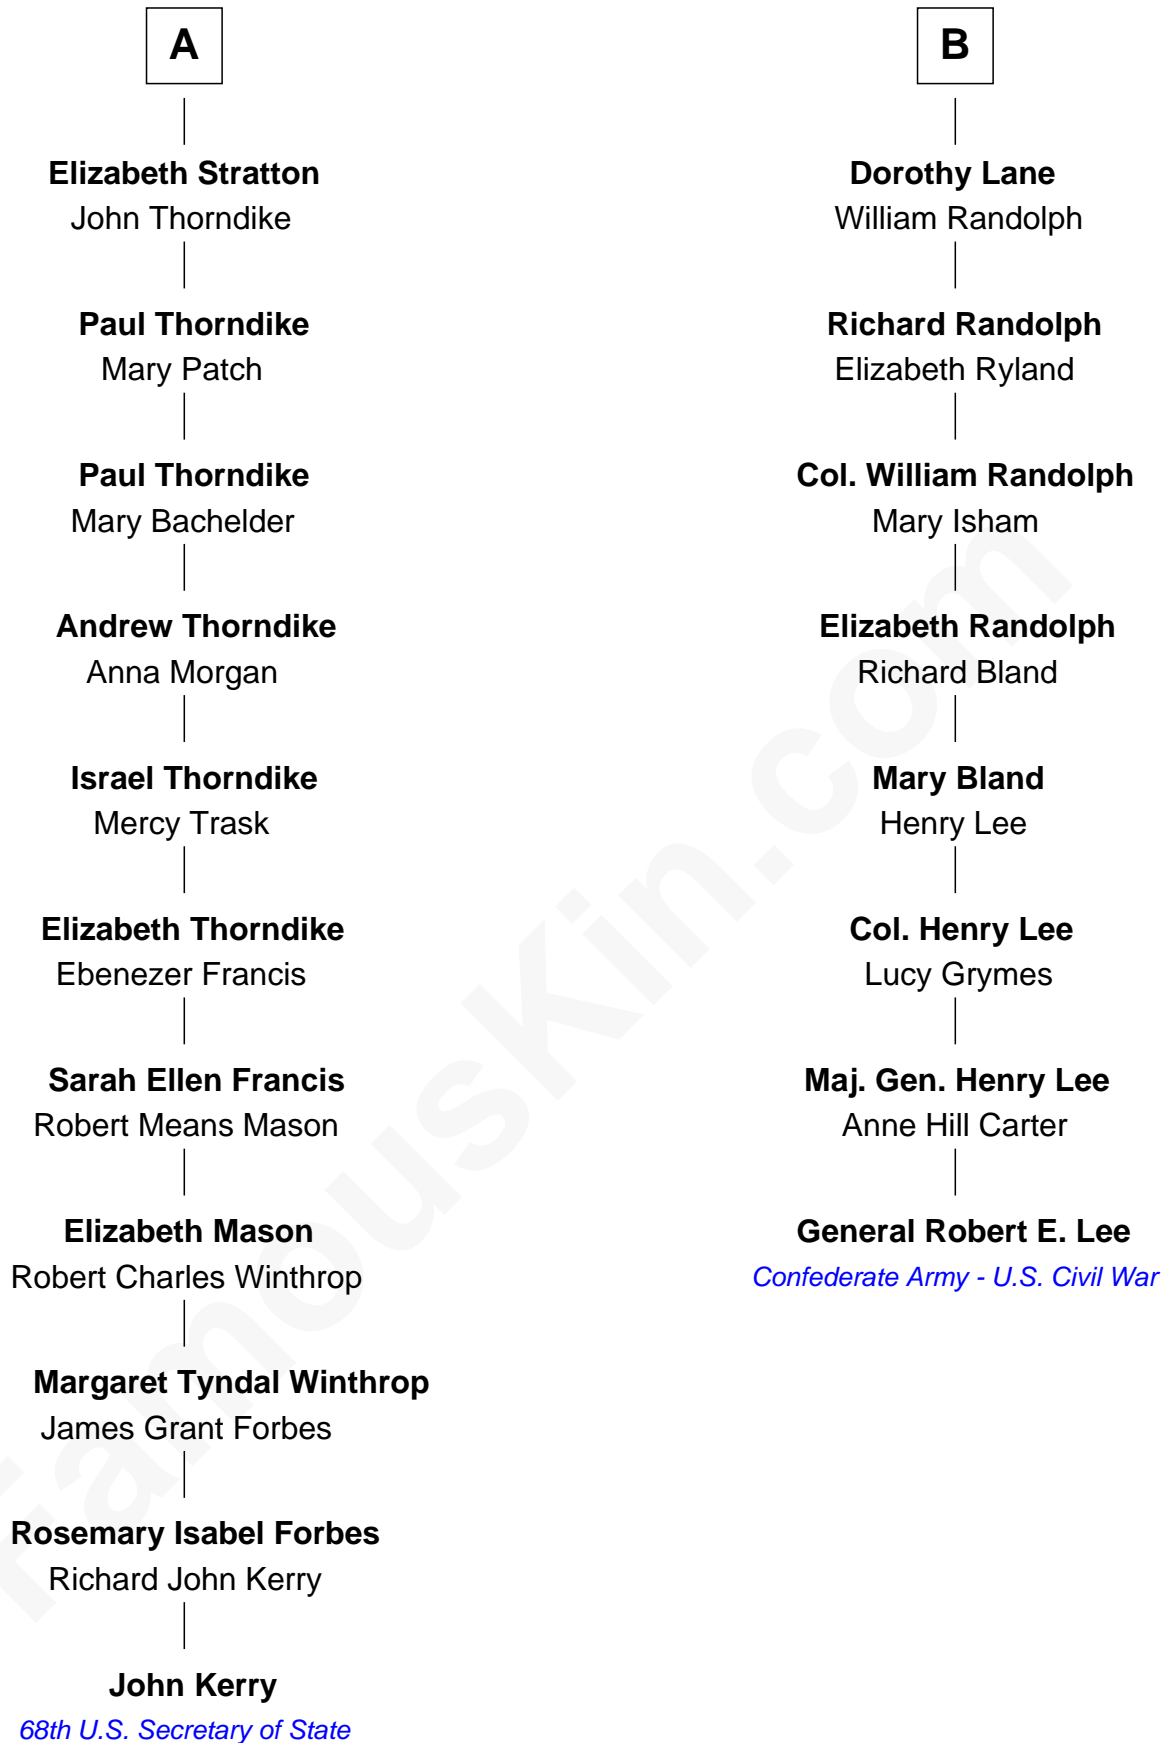 A
Elizabeth Stratton
John Thorndike
Paul Thorndike
Mary Patch
Paul Thorndike
Mary Bachelder
Andrew Thorndike
Anna Morgan
Israel Thorndike
Mercy Trask
Elizabeth Thorndike
Ebenezer Francis
Sarah Ellen Francis
Robert Means Mason
Elizabeth Mason
Robert Charles Winthrop
Margaret Tyndal Winthrop
James Grant Forbes
Rosemary Isabel Forbes
Richard John Kerry
John Kerry
68th U.S. Secretary of State
B
Dorothy Lane
William Randolph
Richard Randolph
Elizabeth Ryland
Col. William Randolph
Mary Isham
Elizabeth Randolph
Richard Bland
Mary Bland
Henry Lee
Col. Henry Lee
Lucy Grymes
Maj. Gen. Henry Lee
Anne Hill Carter
General Robert E. Lee
Confederate Army - U.S. Civil War
FamousKin.com